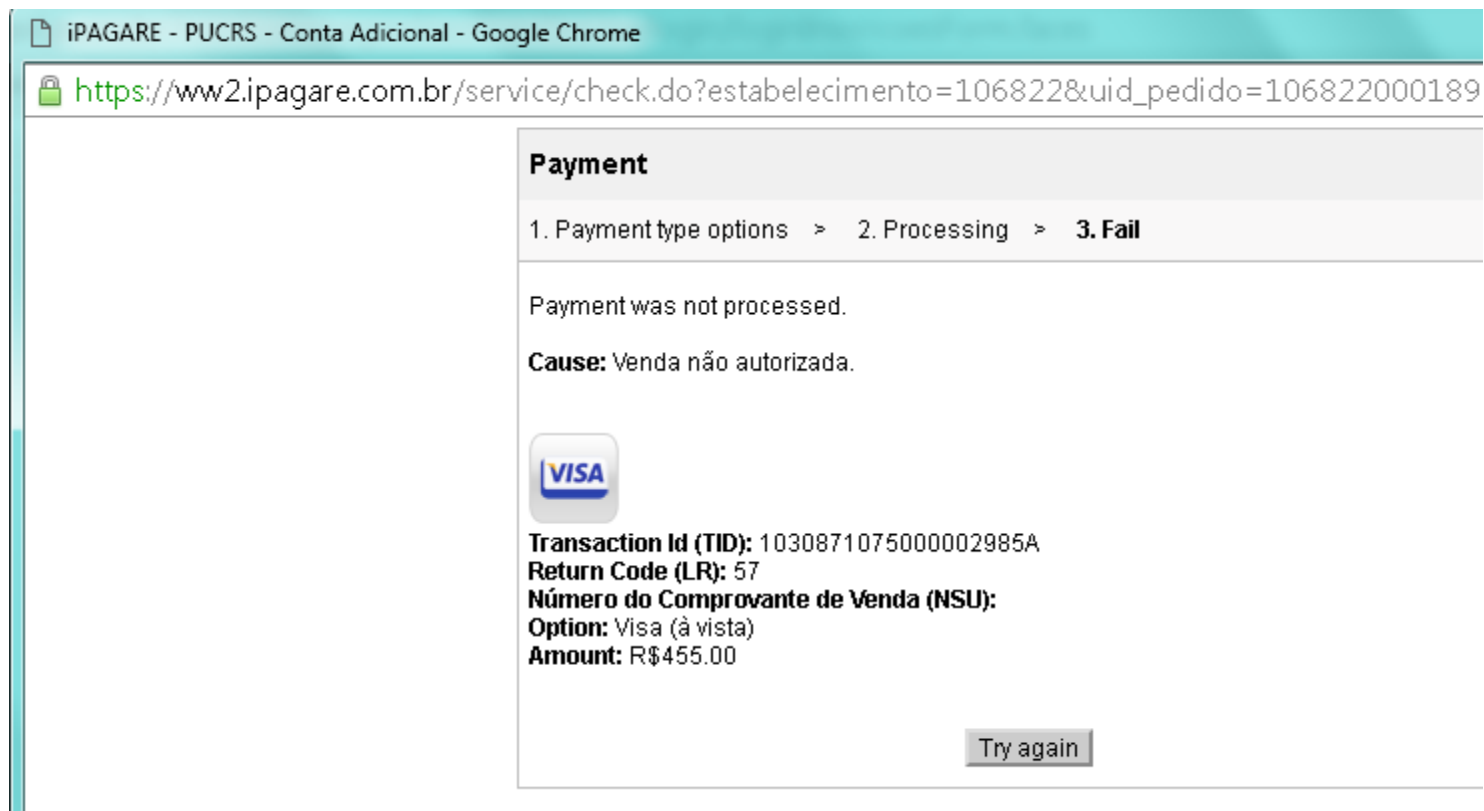 iPAGARE - PUCRS - Conta Adicional - Google Chrome
https://ww2.ipagare.com.br/service/check.do?estabelecimento=106822&uid_pedido=106822000189
Payment
1. Payment type options > 2. Processing > 3. Fail
Payment was not processed.
Cause: Venda não autorizada.
VISA
Transaction Id (TID): 1030871075000002985A
Return Code (LR): 57
Número do Comprovante de Venda (NSU):
Option: Visa (à vista)
Amount: R$455.00
Try again